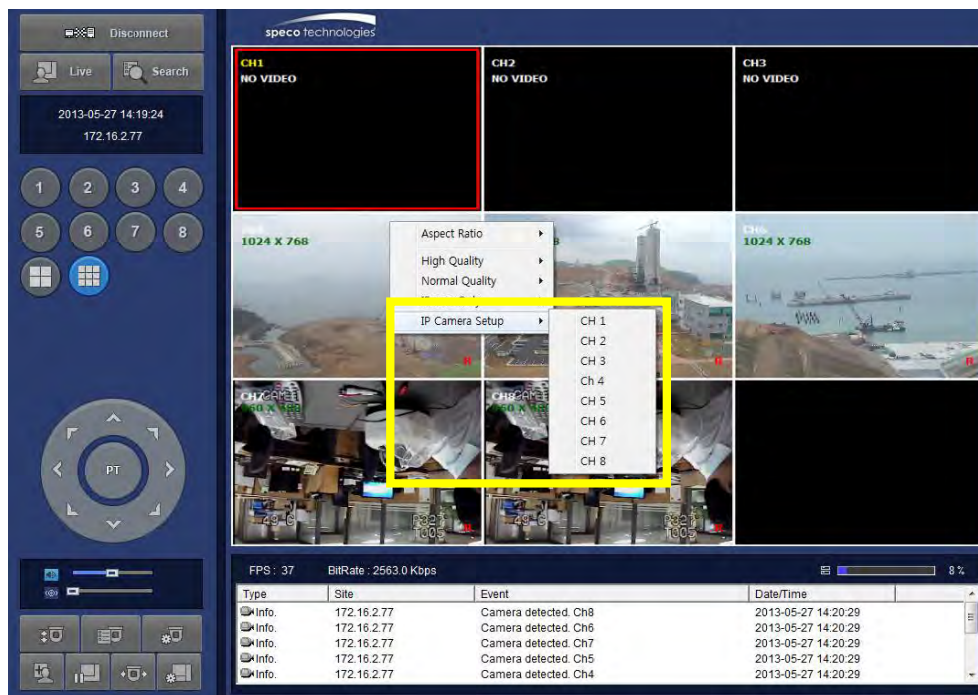 Disconnect
speco technologies
Live
Search
2013-05-27 14:19:24
172.16.2.77
1 2 3 4
5 6 7 8
PT
CH1
NO VIDEO
CH2
NO VIDEO
CH3
NO VIDEO
1024 X 768
CH6
1024 X 768
Aspect Ratio
High Quality
Normal Quality
IP Camera Setup
CH 1
CH 2
CH 3
Ch 4
CH 5
CH 6
CH 7
CH 8
R
R
R
CH7
CH8
49°C
49°C
R
R
FPS : 37
BitRate : 2563.0 Kbps
8 %
Type Site Event Date/Time
Info. 172.16.2.77 Camera detected. Ch8 2013-05-27 14:20:29
Info. 172.16.2.77 Camera detected. Ch6 2013-05-27 14:20:29
Info. 172.16.2.77 Camera detected. Ch7 2013-05-27 14:20:29
Info. 172.16.2.77 Camera detected. Ch5 2013-05-27 14:20:29
Info. 172.16.2.77 Camera detected. Ch4 2013-05-27 14:20:29